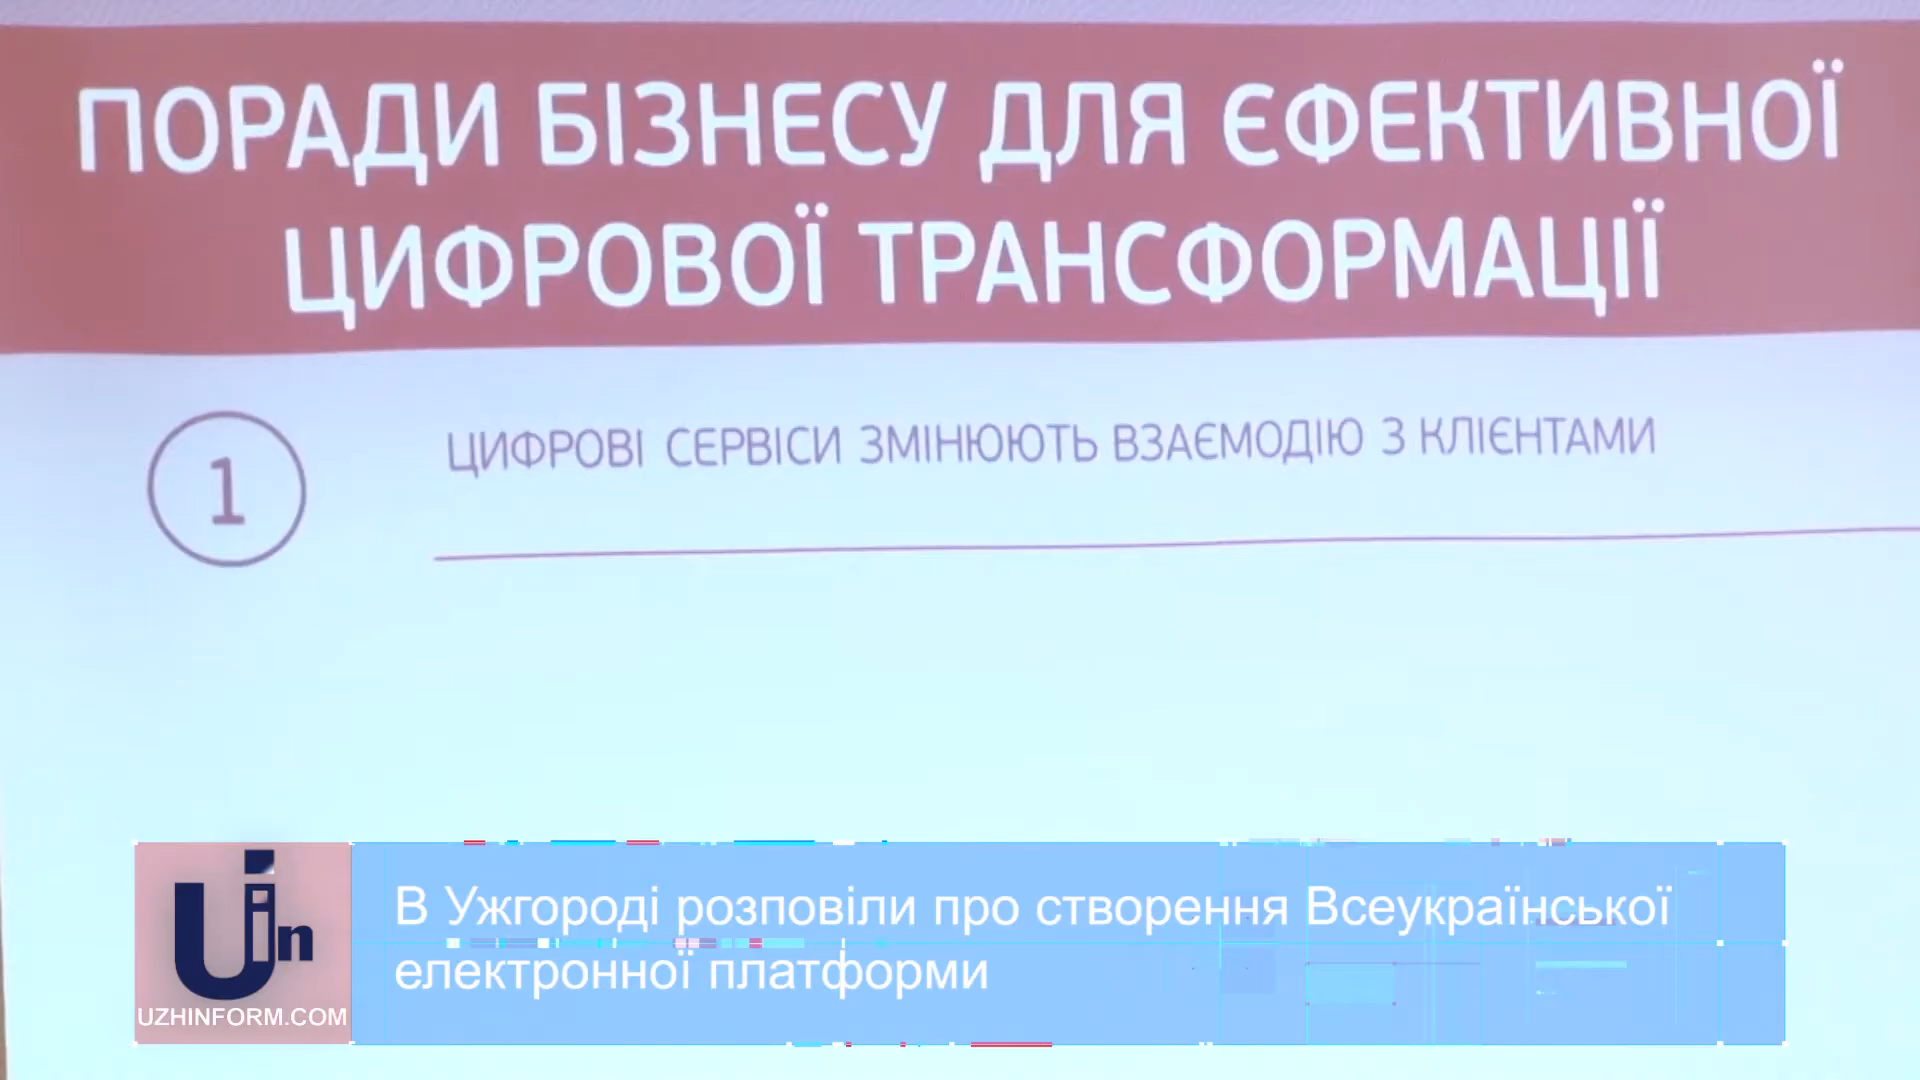 ПОРАДИ БІЗНЕСУ ДЛЯ ЄФЕКТИВНОЇ
ЦИФРОВОЇ ТРАНСФОРМАЦІЇ
1
ЦИФРОВІ СЕРВІСИ ЗМІНЮЮТЬ ВЗАЄМОДІЮ З КЛІЄНТАМИ
Uin
UZHINFORM.COM
В Ужгороді розповіли про створення Всеукраїнської
електронної платформи